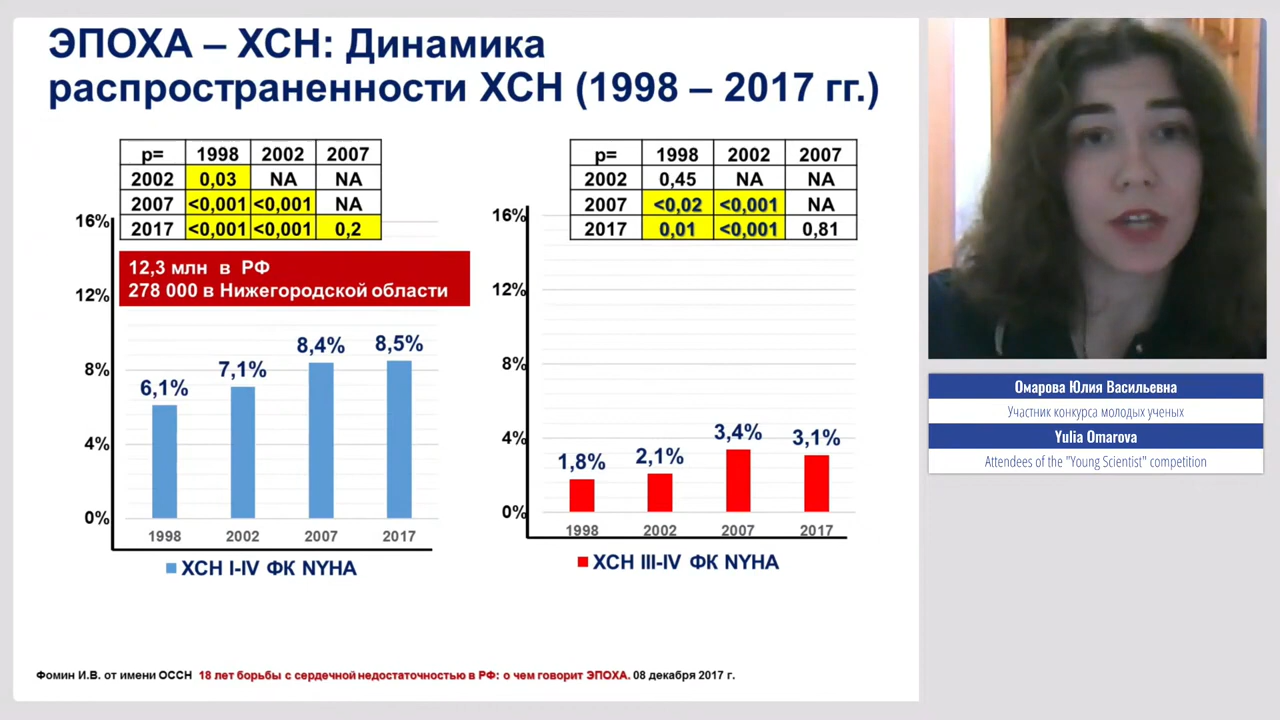 ЭПОХА – ХСН: Динамика
распространенности ХСН (1998 – 2017 гг.)
p= 1998 2002 2007
2002 0,03 NA NA
2007 <0,001 <0,001 NA
2017 <0,001 <0,001 0,2
16%
12,3 млн в РФ
278 000 в Нижегородской области
12%
8%
4%
0%
6,1%
7,1%
8,4%
8,5%
1998 2002 2007 2017
ХСН I-IV ФК NYHA
p= 1998 2002 2007
2002 0,45 NA NA
2007 <0,02 <0,001 NA
2017 0,01 <0,001 0,81
16%
12%
8%
4%
0%
1,8%
2,1%
3,4%
3,1%
1998 2002 2007 2017
ХСН III-IV ФК NYHA
Фомин И.В. от имени ОССН 18 лет борьбы с сердечной недостаточностью в РФ: о чем говорит ЭПОХА. 08 декабря 2017 г.
Омарова Юлия Васильевна
Участник конкурса молодых ученых
Yulia Omarova
Attendees of the "Young Scientist" competition